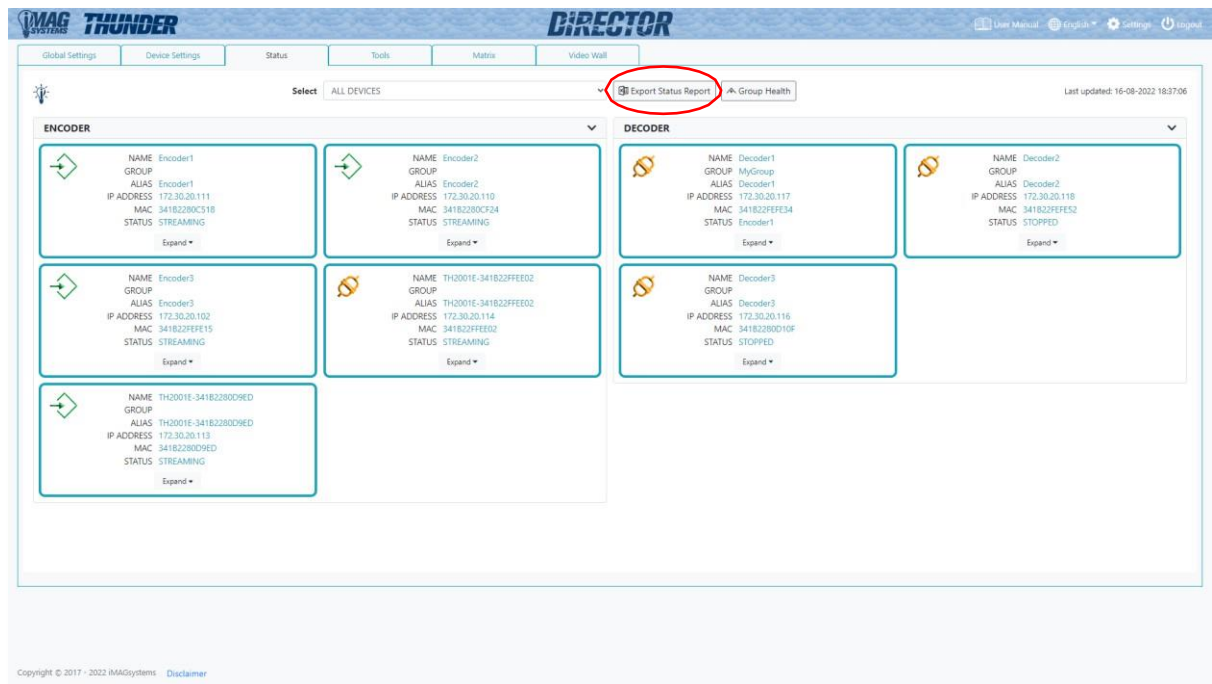 iMAG SYSTEMS THUNDER
DiRECTOR
User Manual English Settings Logout
Global Settings Device Settings Status Tools Matrix Video Wall
Select ALL DEVICES Export Status Report Group Health Last updated: 16-08-2022 18:37:06
ENCODER
NAME Encoder1
GROUP
ALIAS Encoder1
IP ADDRESS 172.30.20.111
MAC 341B2280C518
STATUS STREAMING
Expand
NAME Encoder2
GROUP
ALIAS Encoder2
IP ADDRESS 172.30.20.110
MAC 341B2280CF24
STATUS STREAMING
Expand
NAME Encoder3
GROUP
ALIAS Encoder3
IP ADDRESS 172.30.20.102
MAC 341B22FEFE15
STATUS STREAMING
Expand
NAME TH2001E-341B22FFEE02
GROUP
ALIAS TH2001E-341B22FFEE02
IP ADDRESS 172.30.20.114
MAC 341B22FFEE02
STATUS STREAMING
Expand
NAME TH2001E-341B2280D9ED
GROUP
ALIAS TH2001E-341B2280D9ED
IP ADDRESS 172.30.20.113
MAC 341B2280D9ED
STATUS STREAMING
Expand
DECODER
NAME Decoder1
GROUP MyGroup
ALIAS Decoder1
IP ADDRESS 172.30.20.117
MAC 341B22FEFE34
STATUS Encoder1
Expand
NAME Decoder2
GROUP
ALIAS Decoder2
IP ADDRESS 172.30.20.118
MAC 341B22FEFE52
STATUS STOPPED
Expand
NAME Decoder3
GROUP
ALIAS Decoder3
IP ADDRESS 172.30.20.116
MAC 341B2280D10F
STATUS STOPPED
Expand
Copyright © 2017 - 2022 iMAGsystems Disclaimer